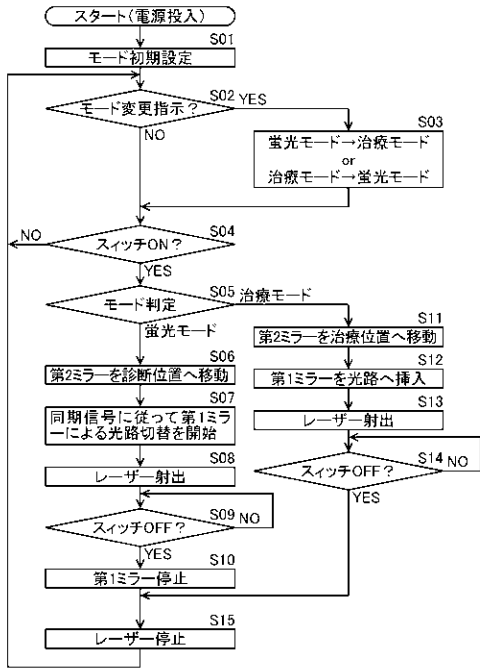 スタート(電源投入)
S01
モード初期設定
S02
モード変更指示?
YES
NO
S03
蛍光モード→治療モード
or
治療モード→蛍光モード
S04
スィッチON?
NO
YES
S05
モード判定
治療モード
蛍光モード
S06
第2ミラーを診断位置へ移動
S07
同期信号に従って第1ミラ
ーによる光路切替を開始
S08
レーザー射出
S09
スィッチOFF?
NO
YES
S10
第1ミラー停止
S11
第2ミラーを治療位置へ移動
S12
第1ミラーを光路へ挿入
S13
レーザー射出
S14
スィッチOFF?
NO
YES
S15
レーザー停止